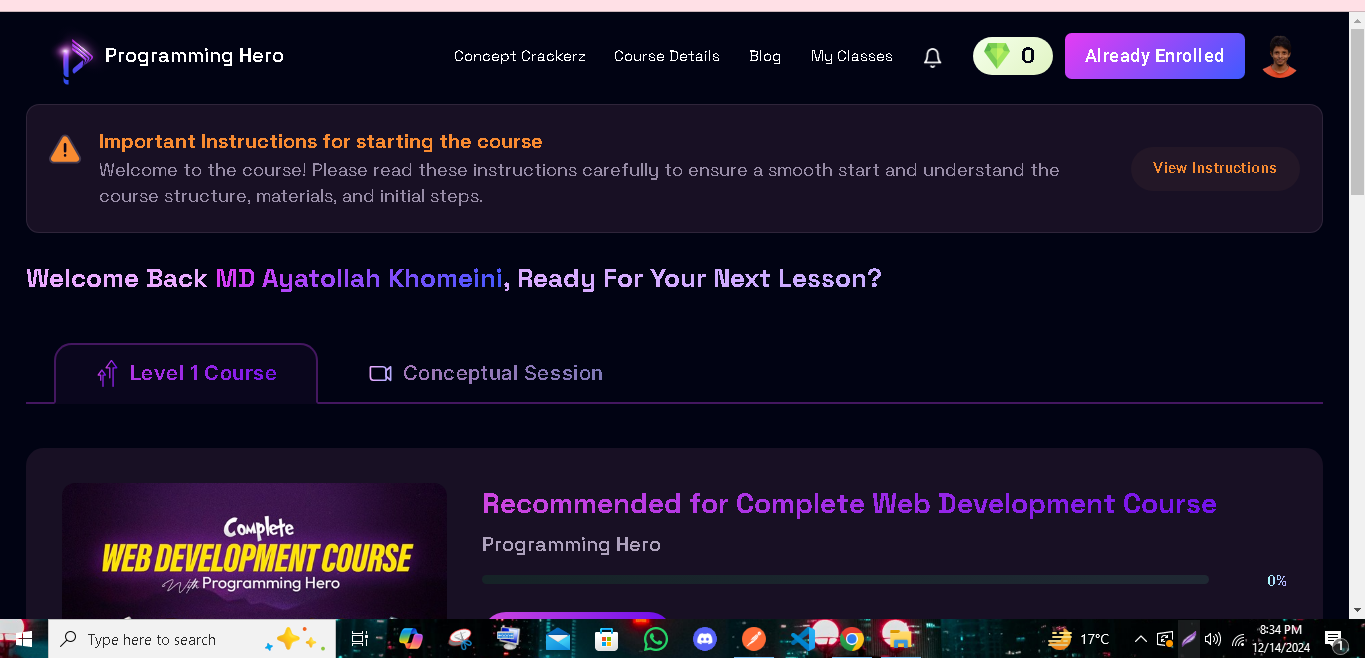 Programming Hero
Concept Crackerz
Course Details
Blog
My Classes
0
Already Enrolled
Important Instructions for starting the course
Welcome to the course! Please read these instructions carefully to ensure a smooth start and understand the
course structure, materials, and initial steps.
View Instructions
Welcome Back MD Ayatollah Khomeini, Ready For Your Next Lesson?
Level 1 Course
Conceptual Session
Complete
WEB DEVELOPMENT COURSE
With Programming Hero
Recommended for Complete Web Development Course
Programming Hero
0%
Type here to search
17°C
8:34 PM
12/14/2024
1